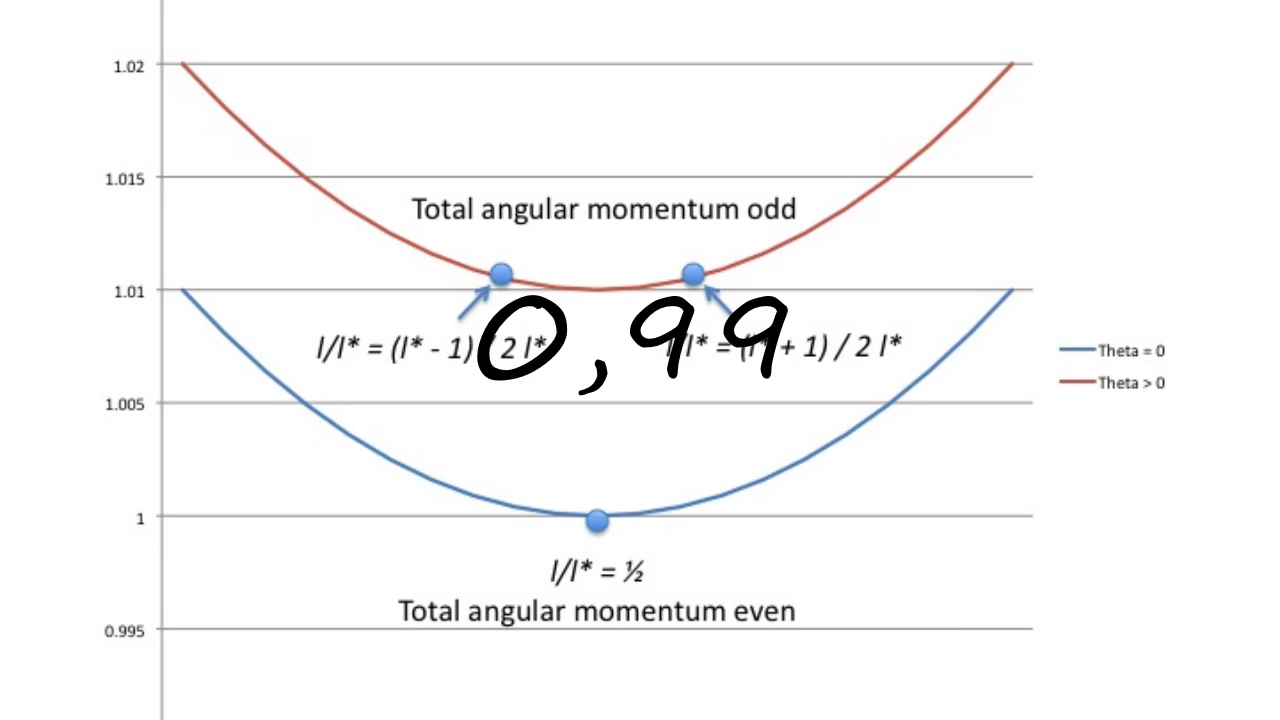 1.02
1.015
Total angular momentum odd
1.01
0,99
l/l* = (l* - 1) / 2 l*
l/l* = (l* + 1) / 2 l*
Theta = 0
Theta > 0
1.005
1
l/l* = ½
Total angular momentum even
0.995